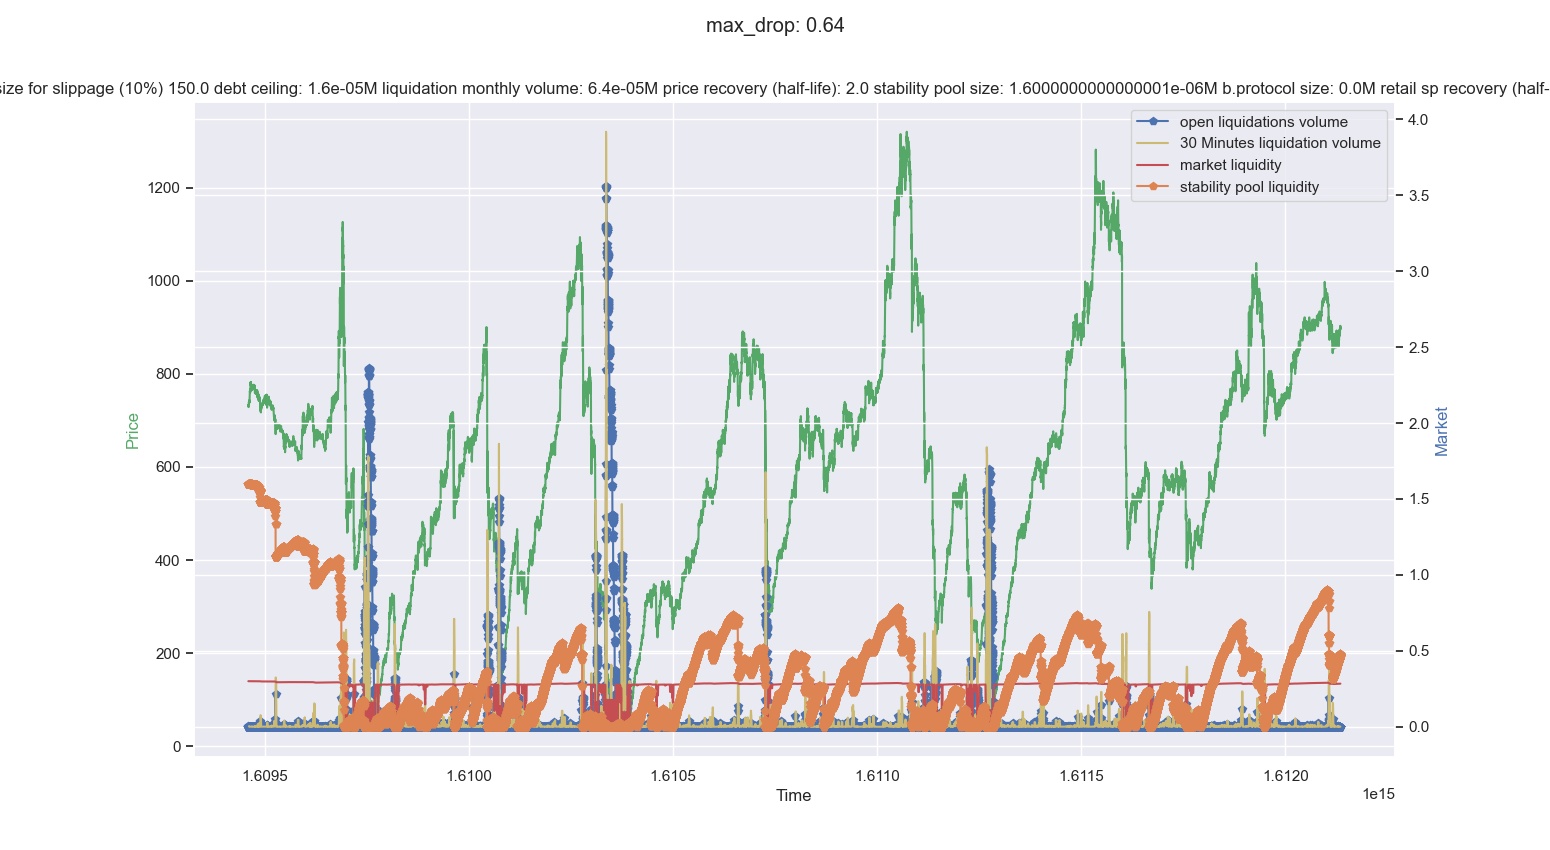 max_drop: 0.64
size for slippage (10%) 150.0 debt ceiling: 1.6e-05M liquidation monthly volume: 6.4e-05M price recovery (half-life): 2.0 stability pool size: 1.6000000000000001e-06M b.protocol size: 0.0M retail sp recovery (half-
open liquidations volume
30 Minutes liquidation volume
market liquidity
stability pool liquidity
1200
1000
800
600
400
200
0
Price
4.0
3.5
3.0
2.5
2.0
1.5
1.0
0.5
0.0
Market
1.6095
1.6100
1.6105
1.6110
1.6115
1.6120
1e15
Time